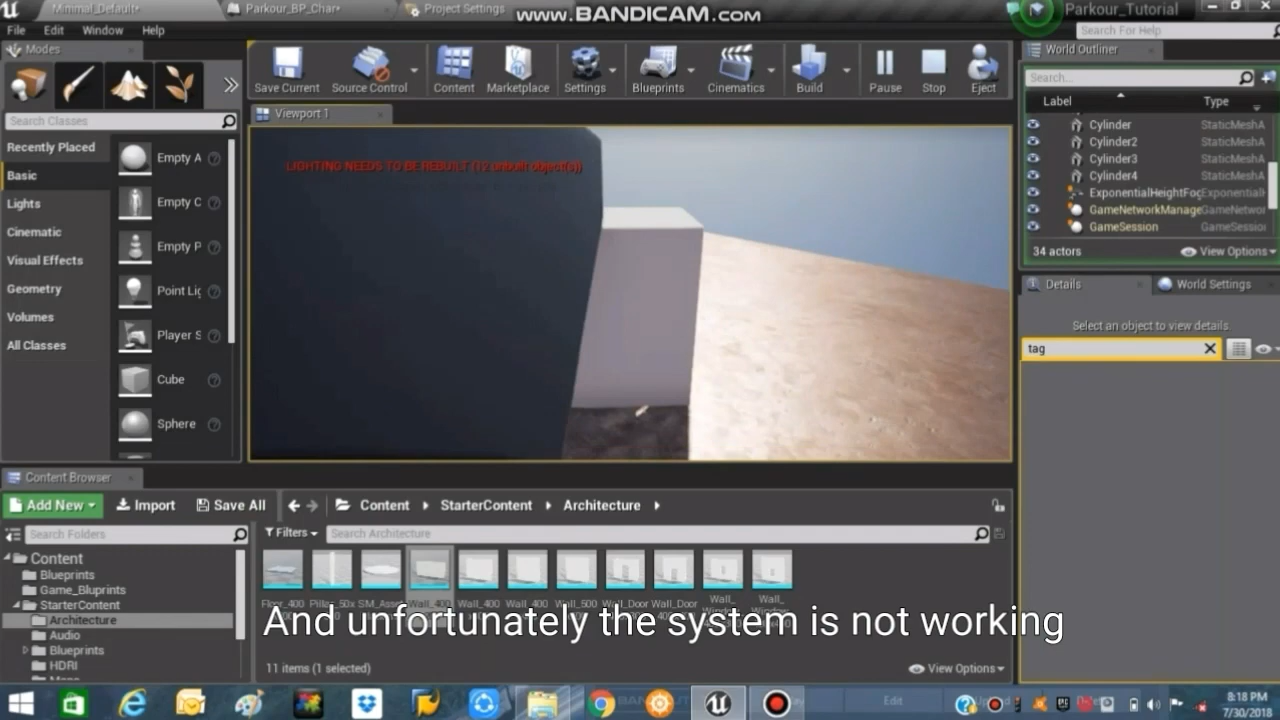 Minimal_Default*
Parkour_BP_Char*
Project Settings
www.BANDICAM.com
Parkour_Tutorial
File Edit Window Help
Search For Help
Modes
Save Current
Source Control
Content
Marketplace
Settings
Blueprints
Cinematics
Build
Pause
Stop
Eject
World Outliner
Search...
Label Type
Cylinder StaticMeshA
Cylinder2 StaticMeshA
Cylinder3 StaticMeshA
Cylinder4 StaticMeshA
ExponentialHeightFog Exponential
GameNetworkManage GameNetwor
GameSession GameSessio
34 actors
View Options
Search Classes
Recently Placed
Basic
Lights
Cinematic
Visual Effects
Geometry
Volumes
All Classes
Empty A
Empty C
Empty P
Point Lig
Player S
Cube
Sphere
Viewport 1
LIGHTING NEEDS TO BE REBUILT (12 unbuilt object(s))
Details
World Settings
Select an object to view details.
tag
Content Browser
Add New
Import
Save All
Content
StarterContent
Architecture
Search Folders
Filters
Search Architecture
Content
Blueprints
Game_Bluprints
StarterContent
Architecture
Audio
Blueprints
HDRI
Floor_400
Pillar_50x
SM_Asset
Wall_400
Wall_400
Wall_400
Wall_500
Wall_Door
Wall_Door
Wall_
Wall_
And unfortunately the system is not working
11 items (1 selected)
View Options
Edit
8:18 PM
7/30/2018